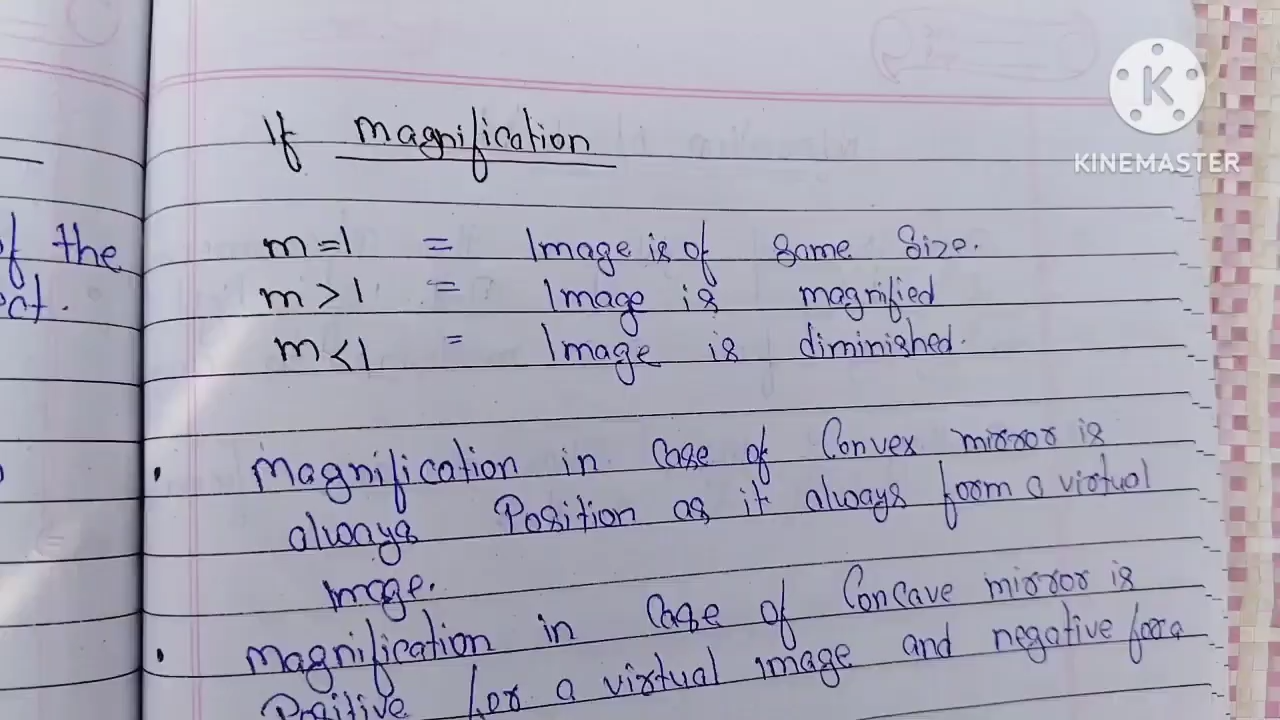 If magnification
of the
m=1 = Image is of same size.
ect.
m > 1 = Image is magnified
m < 1 = Image is diminished.
• Magnification in Case of Convex mirror is
always Position as it always form a virtual
Image.
• Magnification in Case of Concave mirror is
Positive for a virtual image and negative for a
K
KINEMASTER